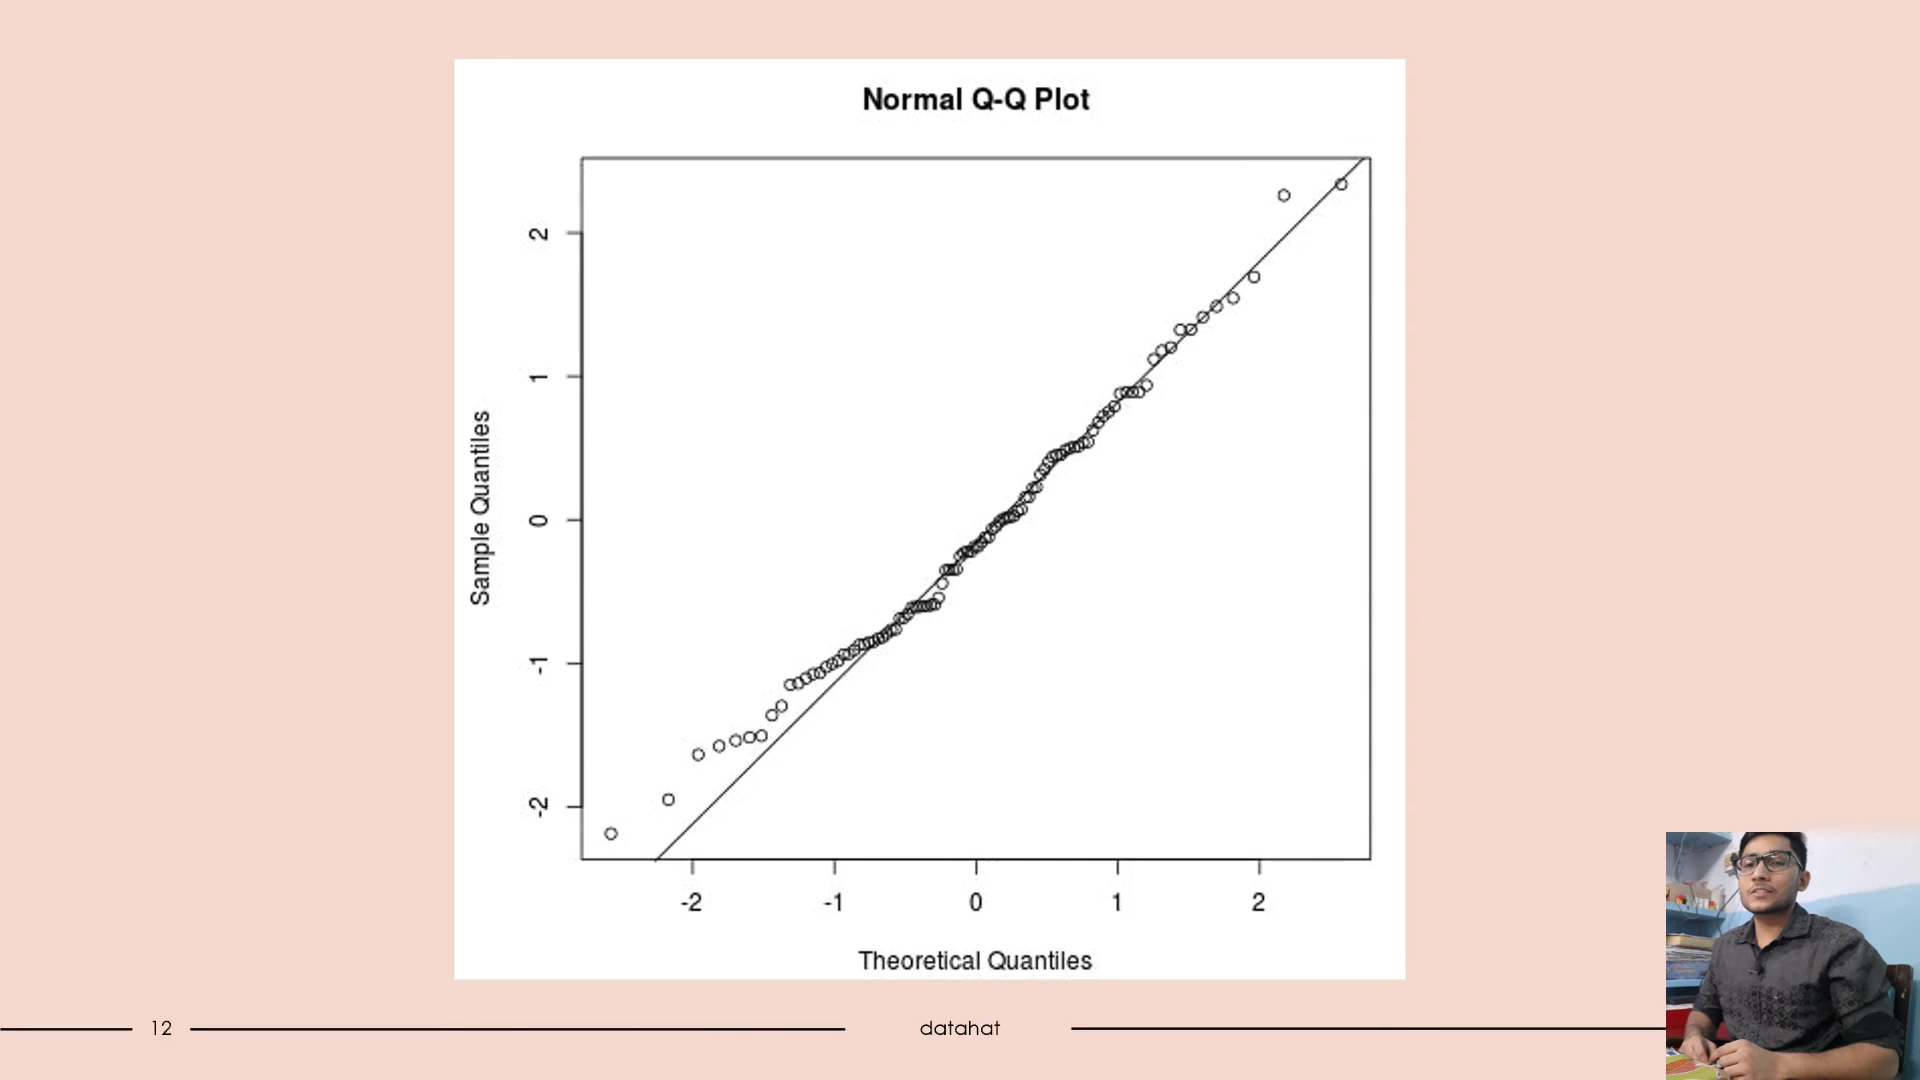 Normal Q-Q Plot
2
1
0
-1
-2
Sample Quantiles
-2 -1 0 1 2
Theoretical Quantiles
12 datahat